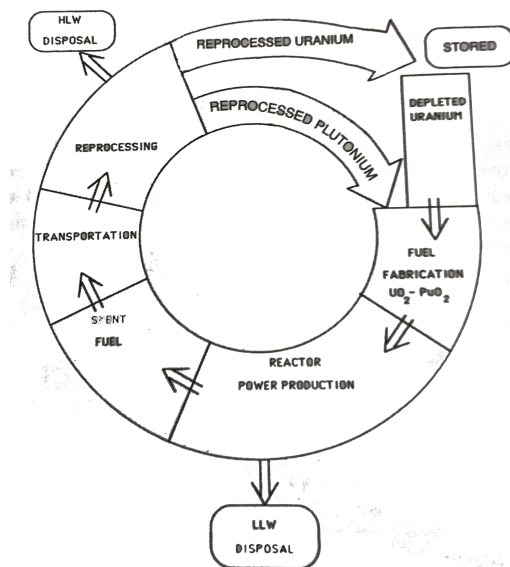 HLW
DISPOSAL
REPROCESSED URANIUM
STORED
REPROCESSED PLUTONIUM
DEPLETED
URANIUM
REPROCESSING
TRANSPORTATION
FUEL
FABRICATION
UO₂-PuO₂
SPENT
FUEL
REACTOR
POWER PRODUCTION
LLW
DISPOSAL